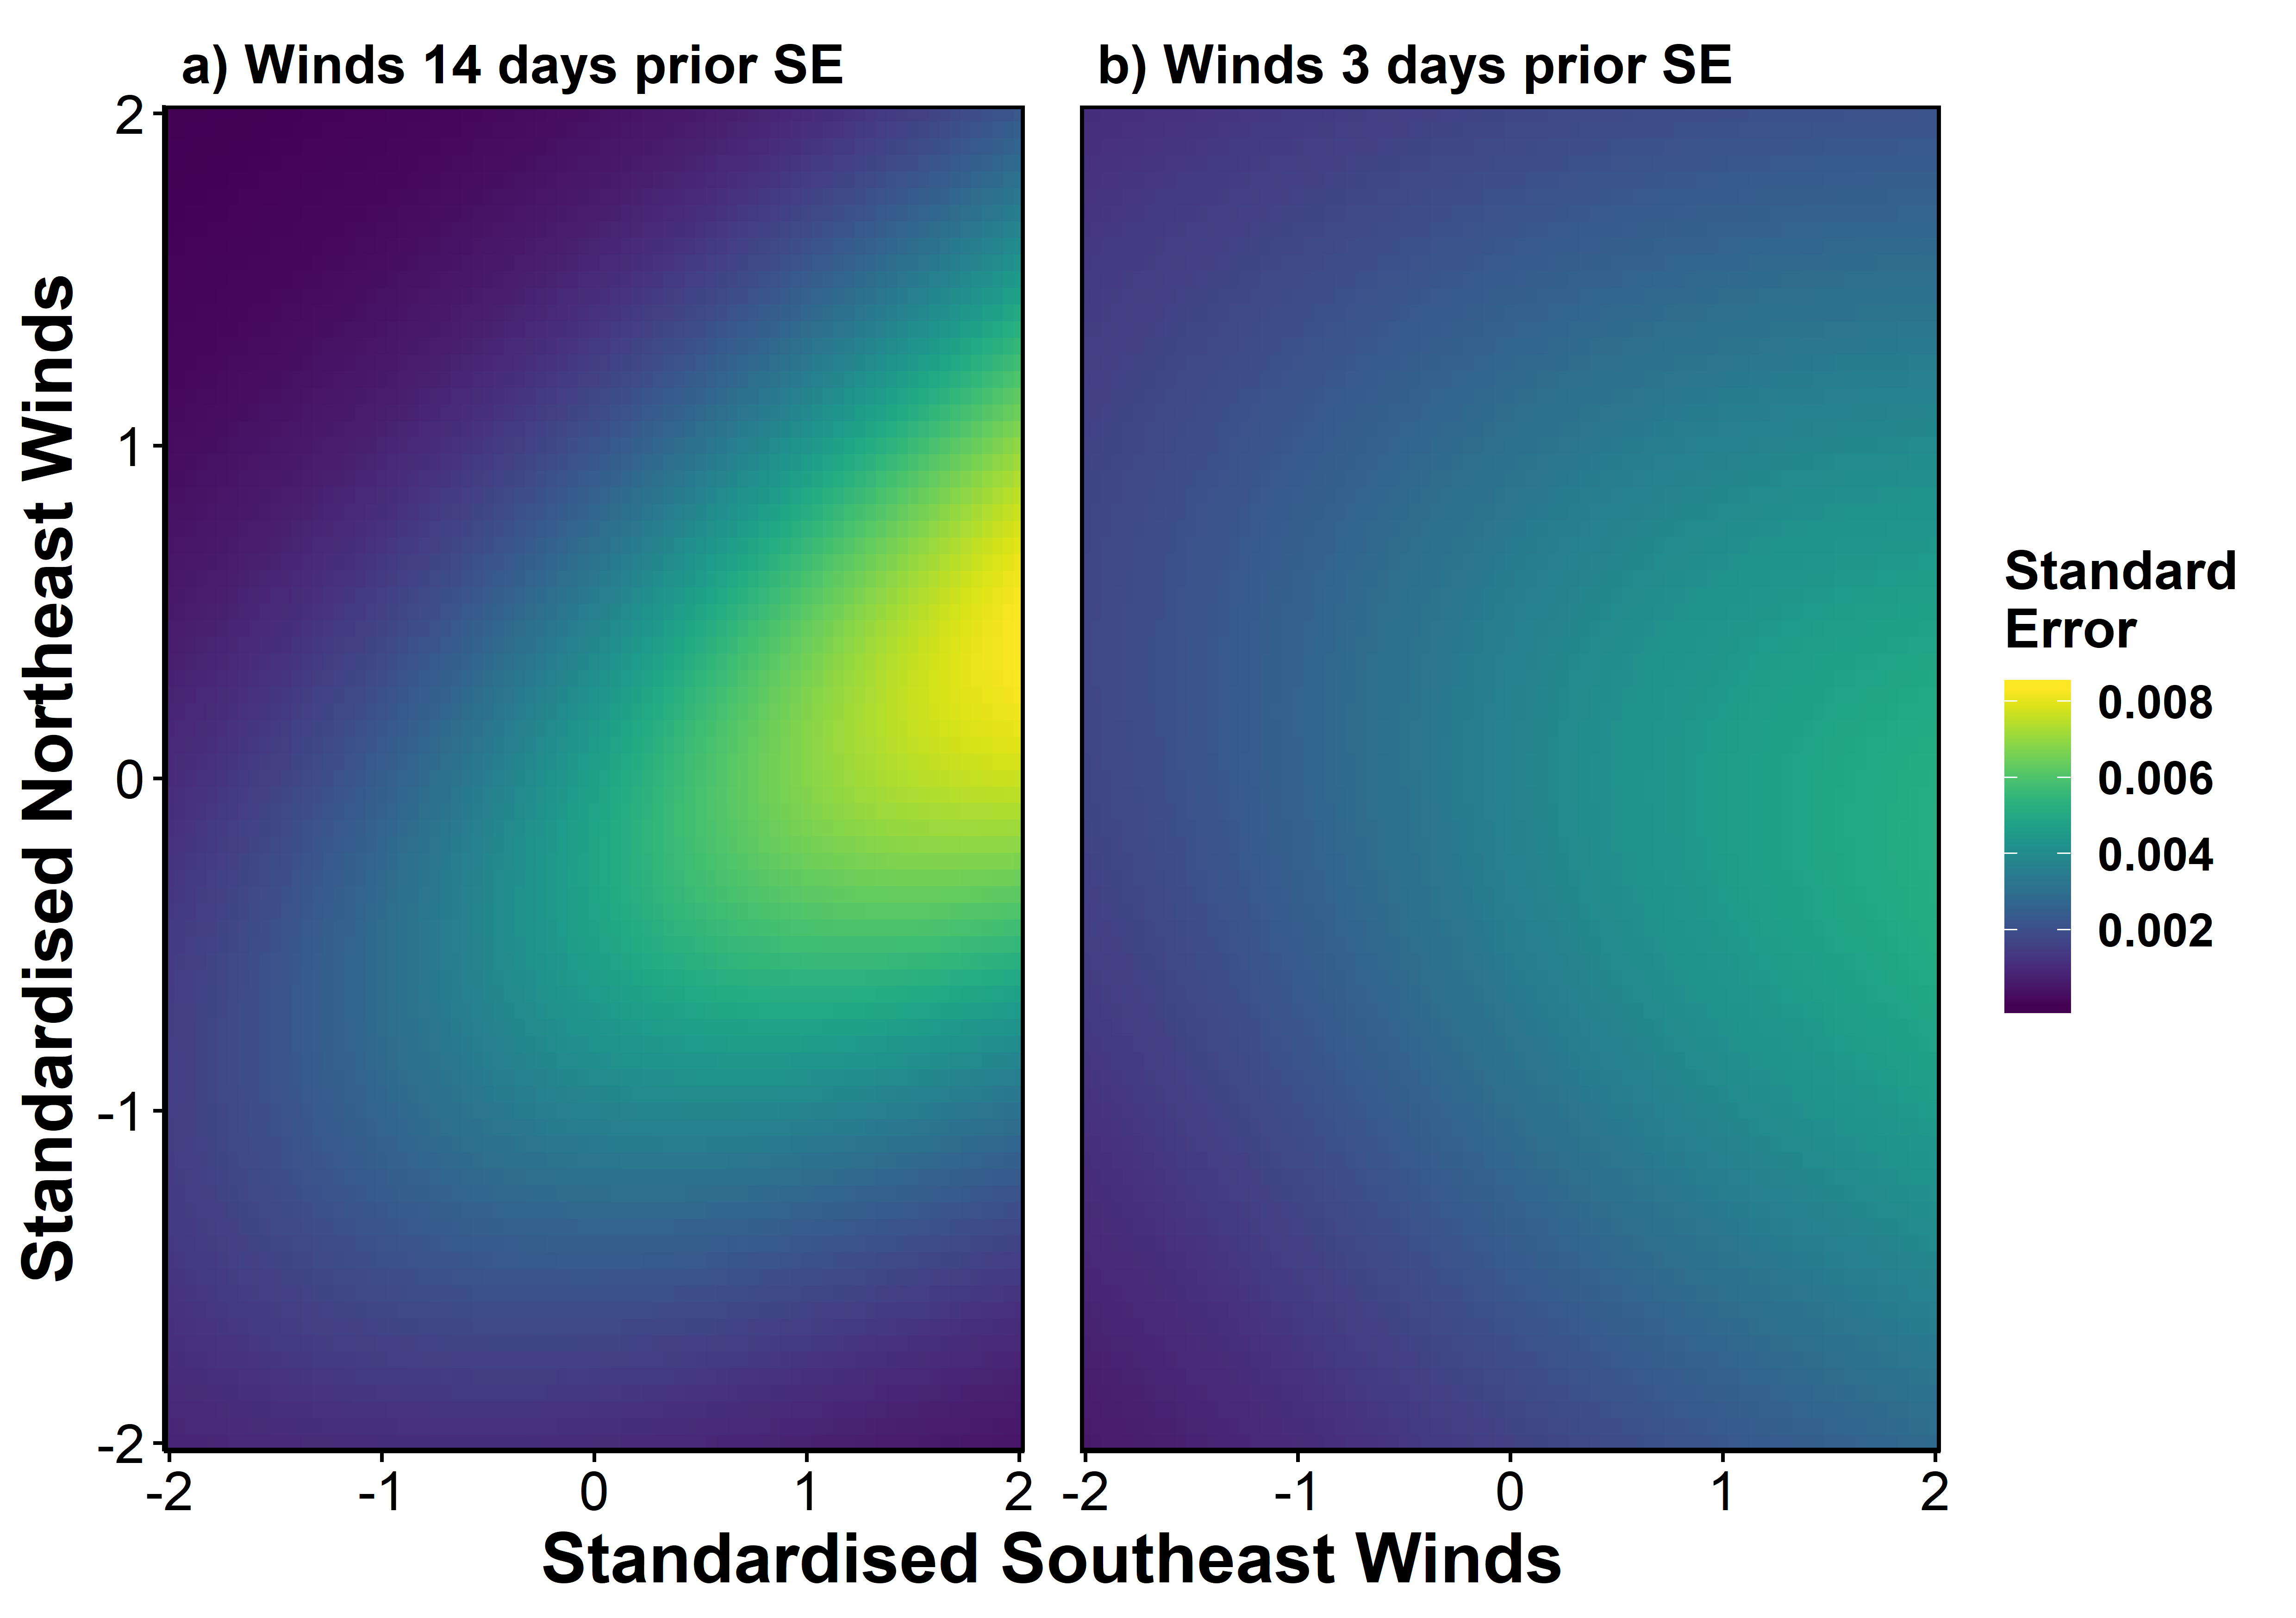 a) Winds 14 days prior SE
b) Winds 3 days prior SE
Standardised Northeast Winds
2
1
0
-1
-2
-2 -1 0 1 2
-2 -1 0 1 2
Standardised Southeast Winds
Standard
Error
0.008
0.006
0.004
0.002